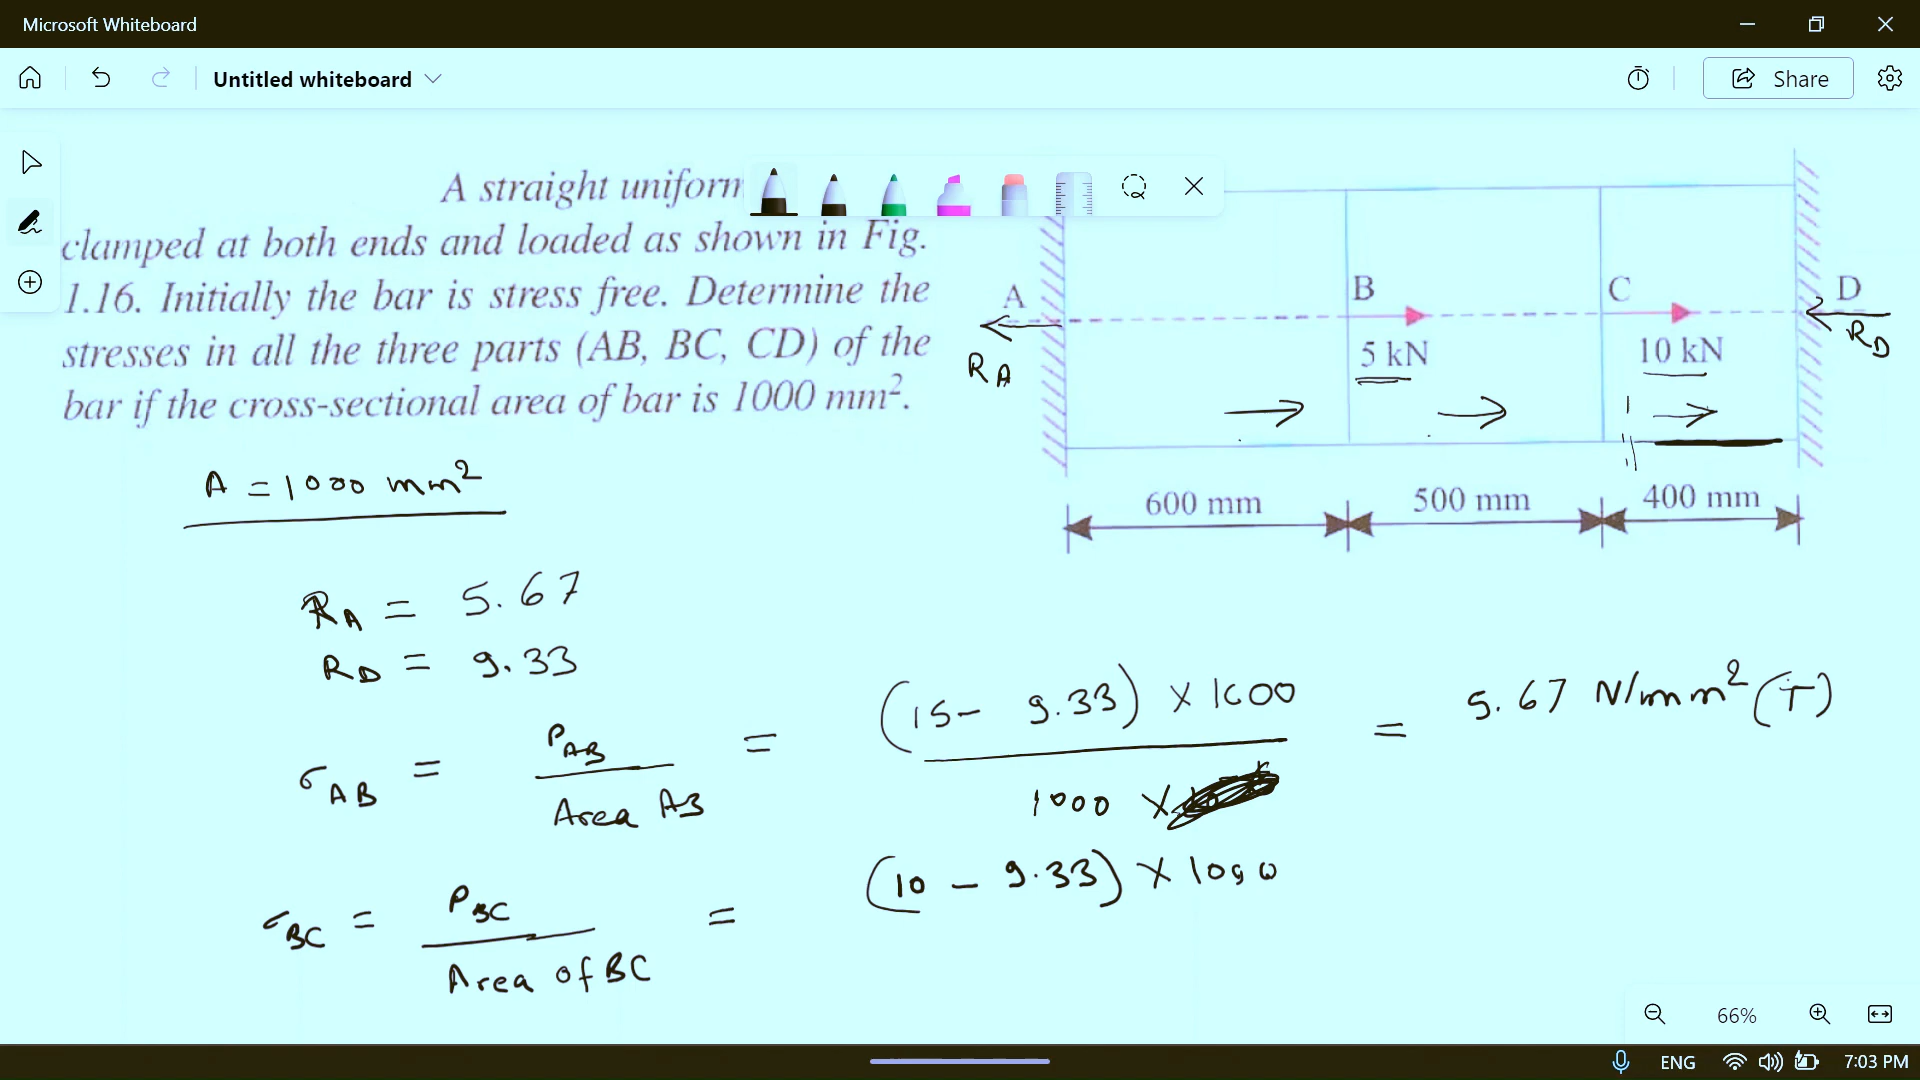 Microsoft Whiteboard
Untitled whiteboard
Share
A straight uniform
clamped at both ends and loaded as shown in Fig.
1.16. Initially the bar is stress free. Determine the
stresses in all the three parts (AB, BC, CD) of the
bar if the cross-sectional area of bar is 1000 mm².
A
B
C
D
R_A
5 kN
10 kN
R_D
600 mm
500 mm
400 mm
A = 1000 mm²
R_A = 5.67
R_D = 9.33
σ_AB = P_AB / Area AB = (15 - 9.33) × 1000 / 1000 × = 5.67 N/mm² (T)
σ_BC = P_BC / Area of BC = (10 - 9.33) × 1000
66%
ENG
7:03 PM